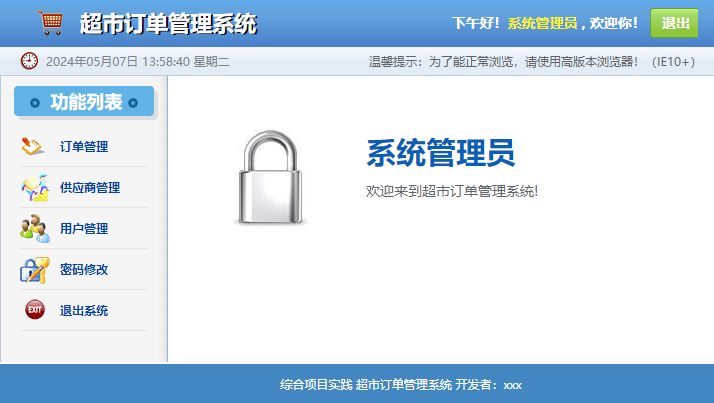 超市订单管理系统
下午好！系统管理员，欢迎你！
退出
2024年05月07日 13:58:40 星期二
温馨提示：为了能正常浏览，请使用高版本浏览器！（IE10+）
功能列表
订单管理
供应商管理
用户管理
密码修改
EXIT
退出系统
系统管理员
欢迎来到超市订单管理系统!
综合项目实践 超市订单管理系统 开发者：xxx